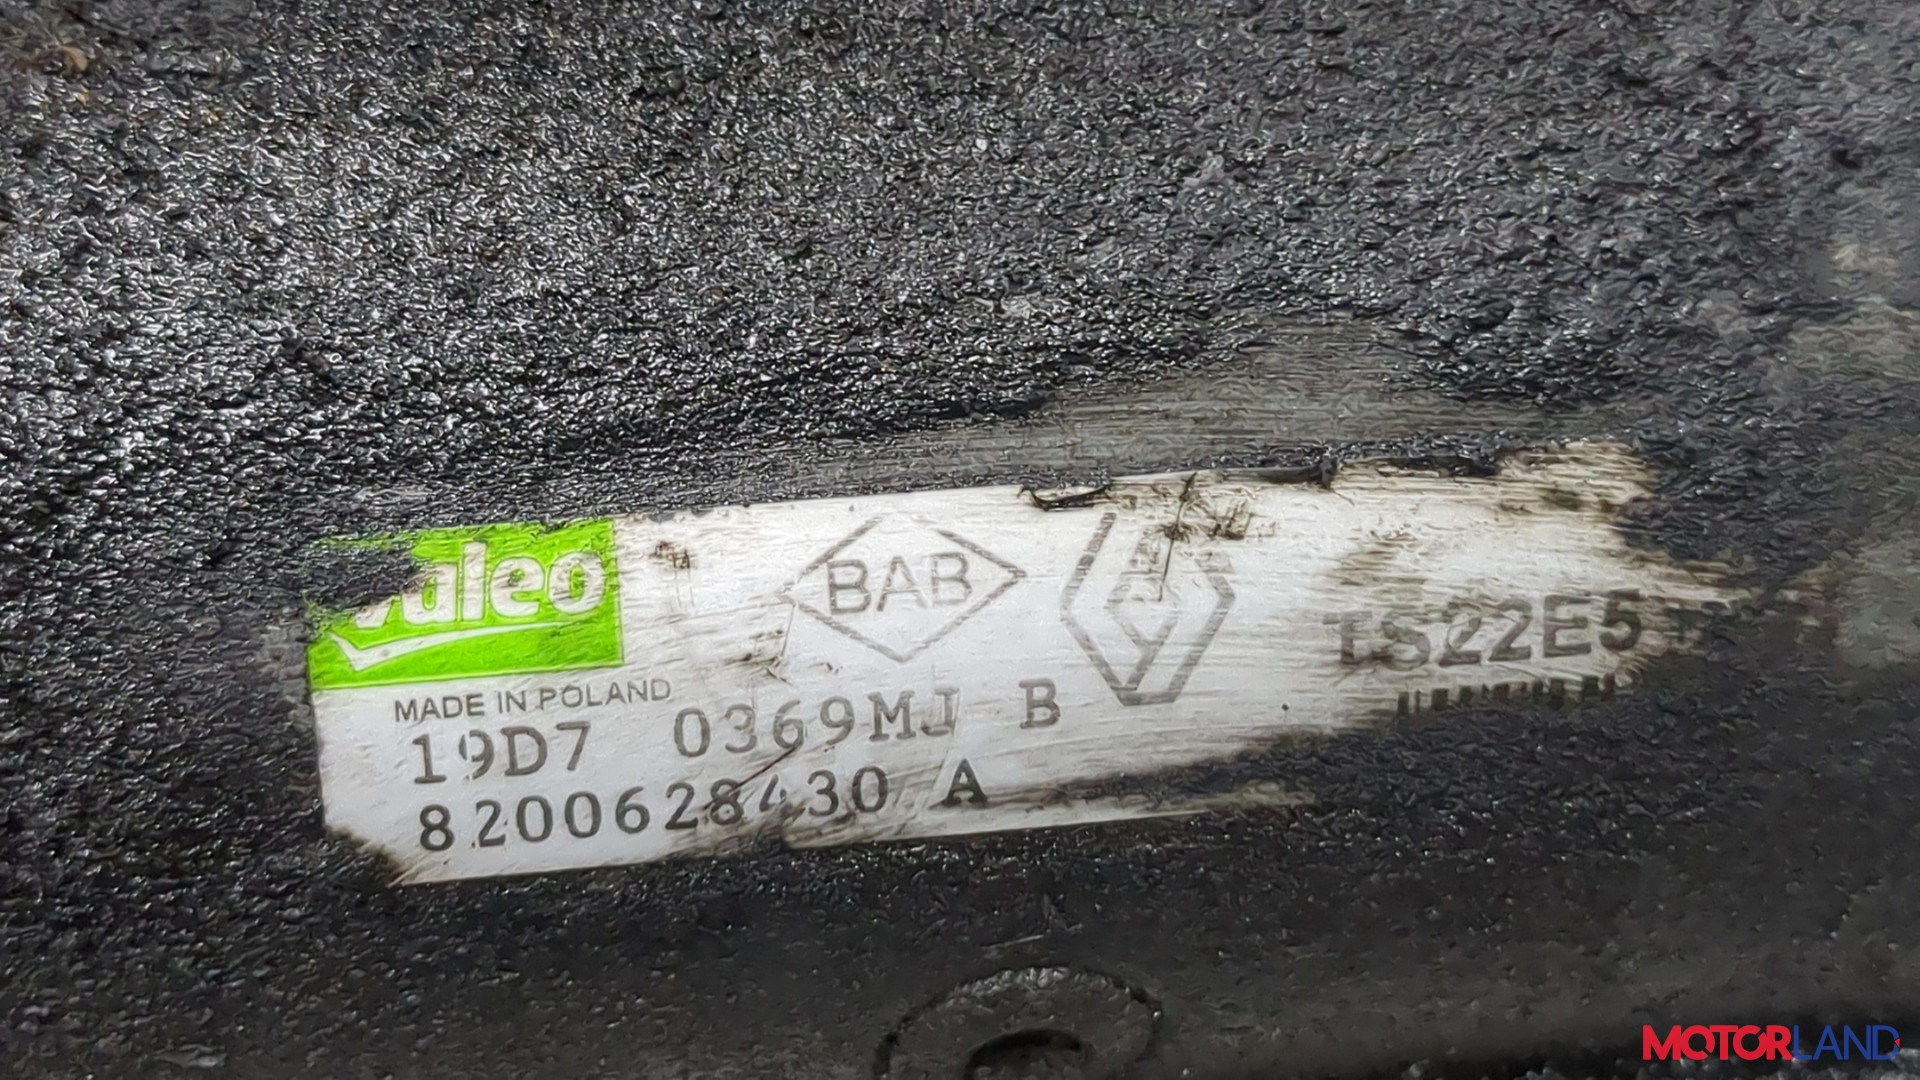 valeo
BAB
TS22E5
MADE IN POLAND
19D7 0369MJ B
8200628430 A
MOTORLAND